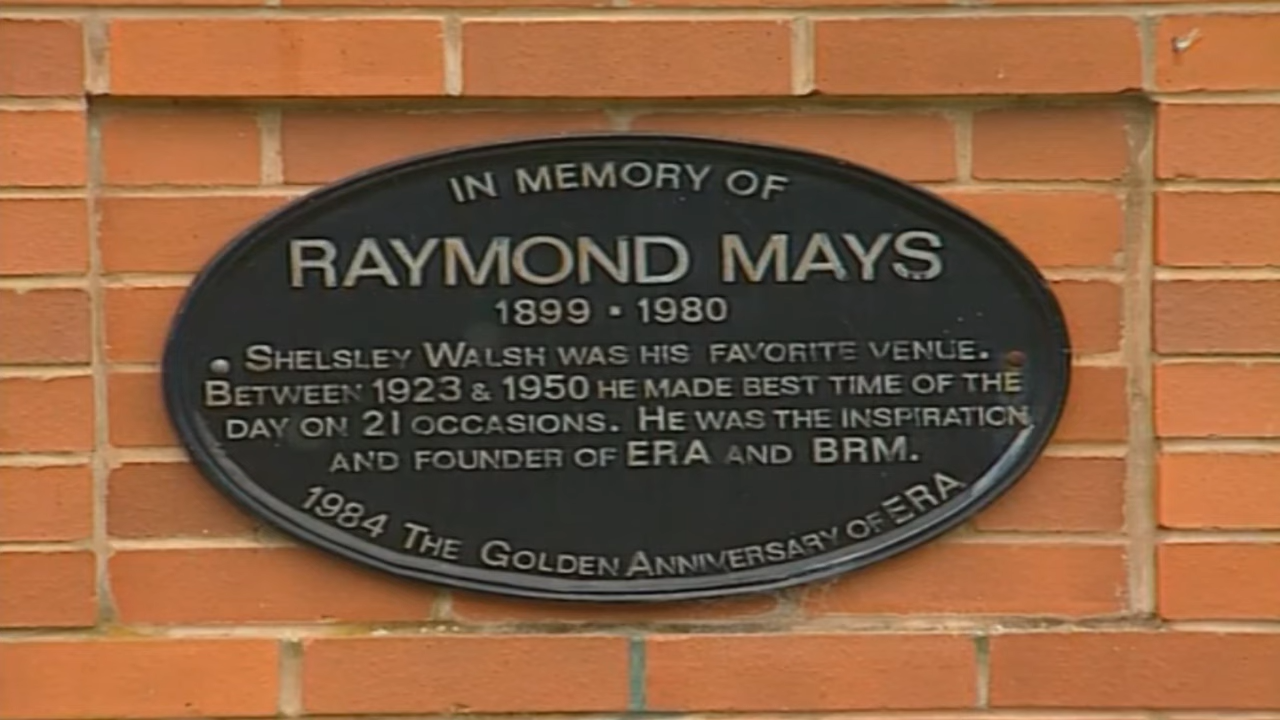 IN MEMORY OF
RAYMOND MAYS
1899 · 1980
SHELSLEY WALSH WAS HIS FAVORITE VENUE.
BETWEEN 1923 & 1950 HE MADE BEST TIME OF THE
DAY ON 21 OCCASIONS. HE WAS THE INSPIRATION
AND FOUNDER OF ERA AND BRM.
1984 THE GOLDEN ANNIVERSARY OF ERA